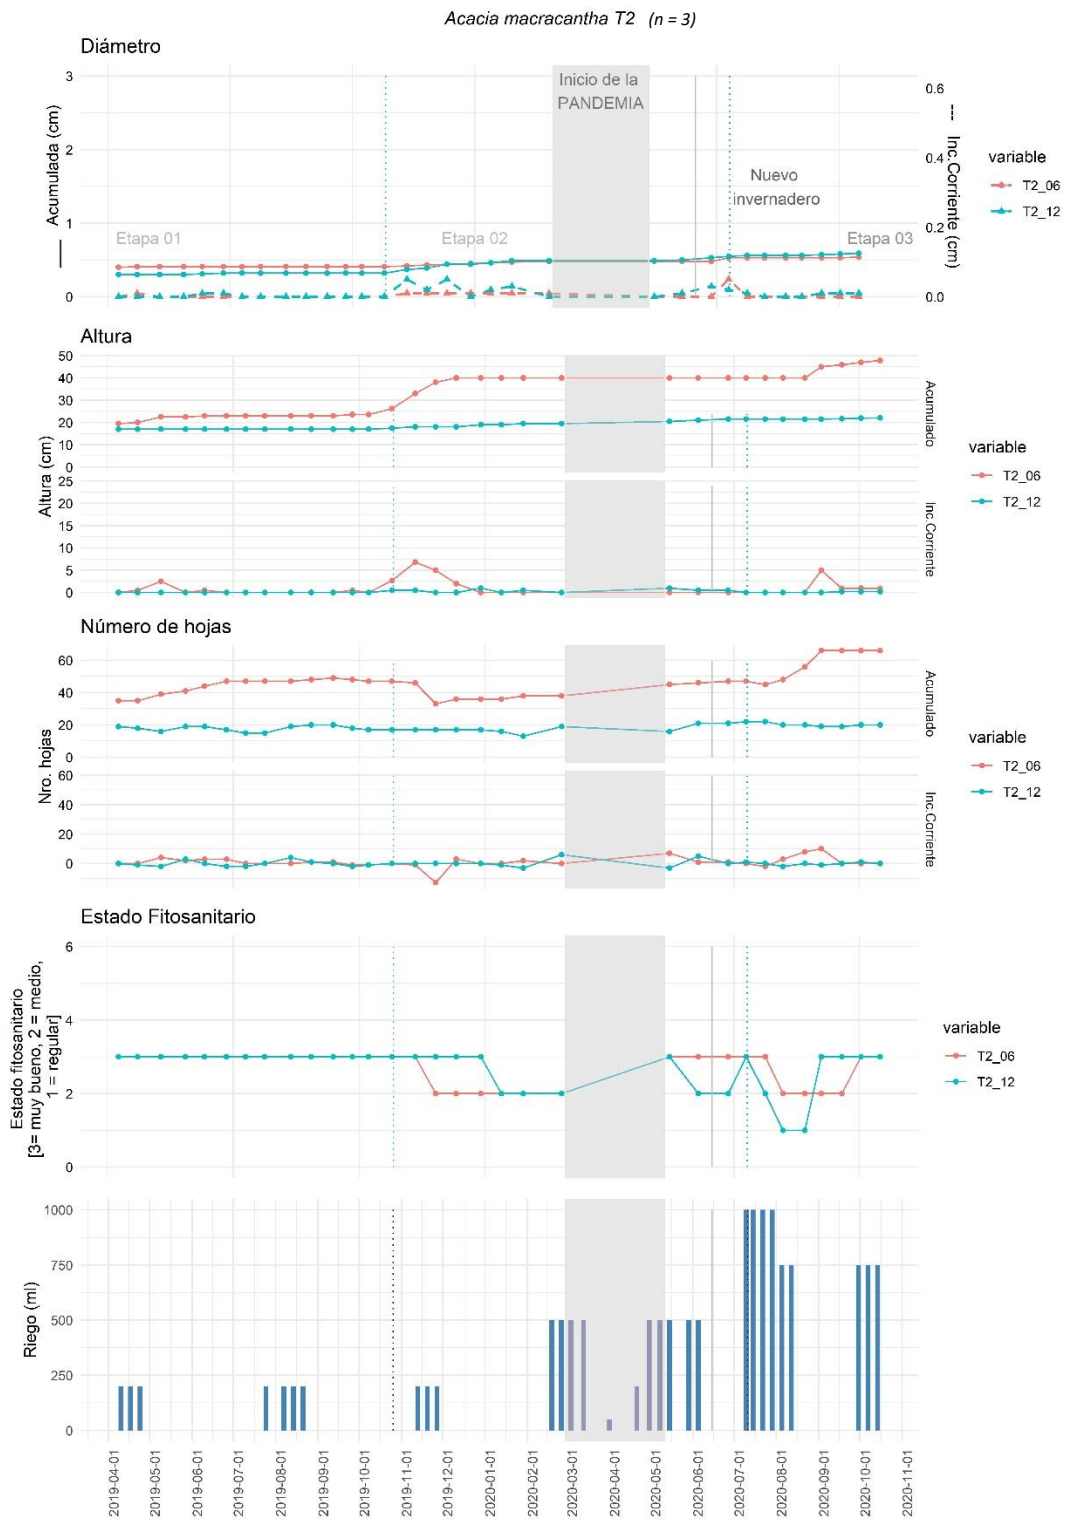 Acacia macracantha T2 (n = 3)
Diámetro
3
2
1
0
Acumulada (cm)
Inicio de la
PANDEMIA
Nuevo
invernadero
Etapa 01
Etapa 02
Etapa 03
0.6
0.4
0.2
0.0
--- Inc.Corriente (cm)
variable
T2_06
T2_12
Altura
50
40
30
20
10
0
Acumulado
Altura (cm)
25
20
15
10
5
0
Inc.Corriente
variable
T2_06
T2_12
Número de hojas
60
40
20
0
Acumulado
Nro. hojas
60
40
20
0
Inc.Corriente
variable
T2_06
T2_12
Estado Fitosanitario
6
4
2
0
Estado fitosanitario
[3= muy bueno, 2 = medio,
1 = regular]
variable
T2_06
T2_12
1000
750
500
250
0
Riego (ml)
2019-04-01
2019-05-01
2019-06-01
2019-07-01
2019-08-01
2019-09-01
2019-10-01
2019-11-01
2019-12-01
2020-01-01
2020-02-01
2020-03-01
2020-04-01
2020-05-01
2020-06-01
2020-07-01
2020-08-01
2020-09-01
2020-10-01
2020-11-01